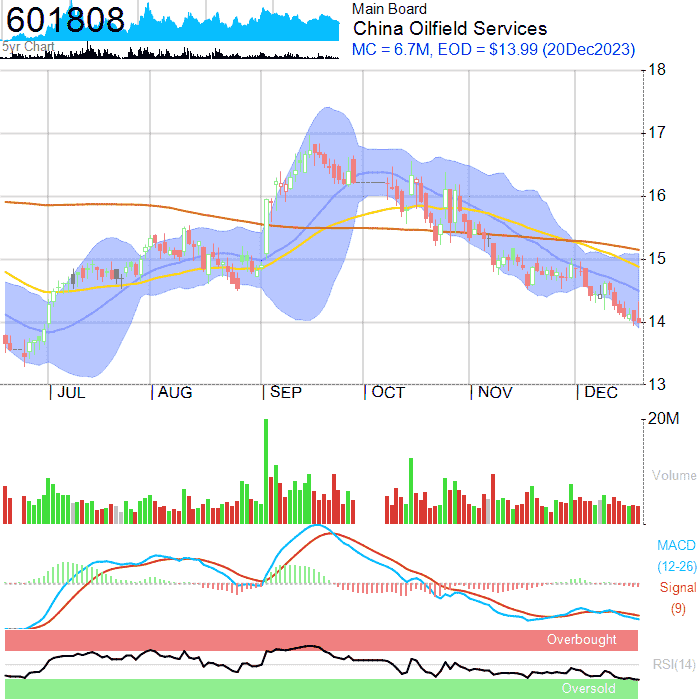 601808
5yr Chart
Main Board
China Oilfield Services
MC = 6.7M, EOD = $13.99 (20Dec2023)
18
17
16
15
14
13
JUL
AUG
SEP
OCT
NOV
DEC
20M
Volume
MACD
(12-26)
Signal
(9)
Overbought
RSI(14)
Oversold